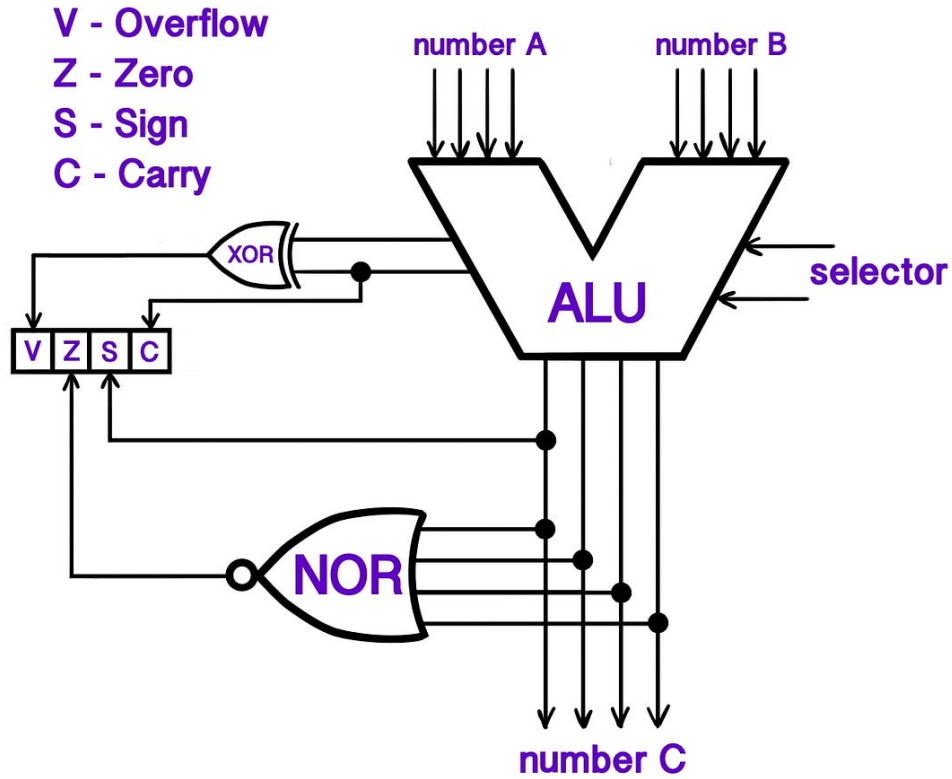 V - Overflow
Z - Zero
S - Sign
C - Carry
number A
number B
XOR
selector
ALU
V Z S C
NOR
number C